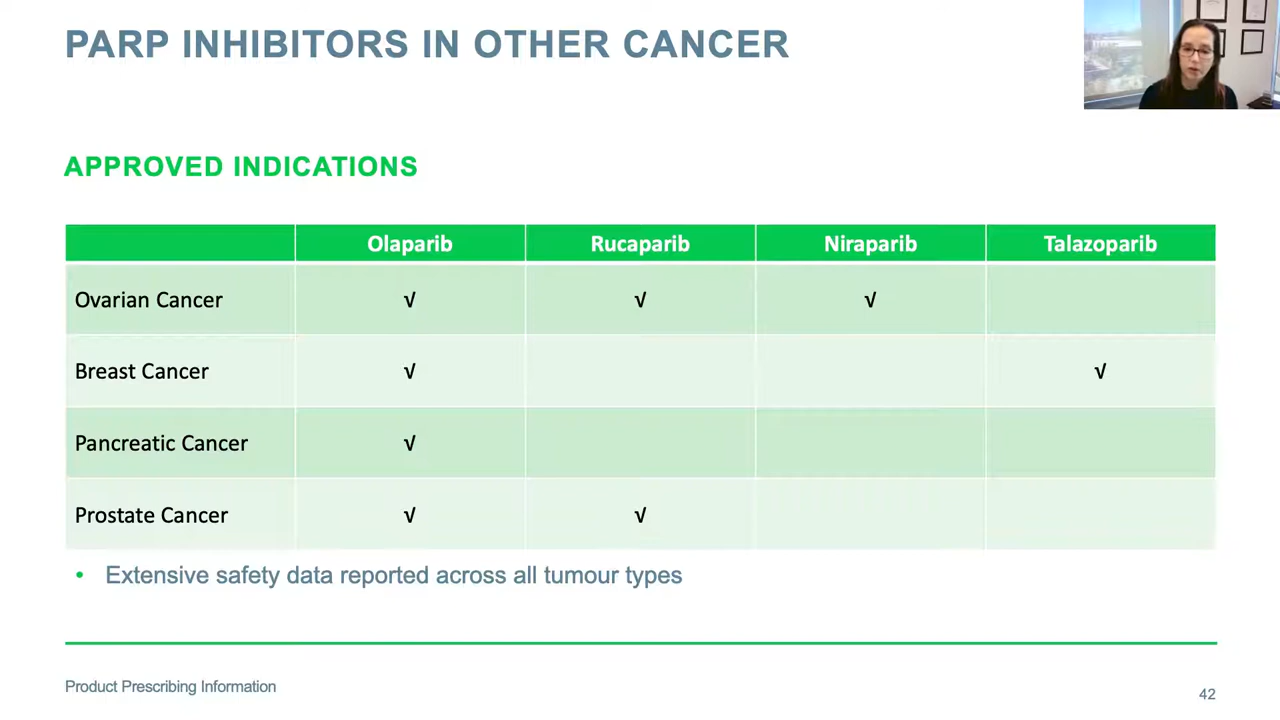 PARP INHIBITORS IN OTHER CANCER
APPROVED INDICATIONS
Olaparib Rucaparib Niraparib Talazoparib
Ovarian Cancer √ √ √
Breast Cancer √ √
Pancreatic Cancer √
Prostate Cancer √ √
• Extensive safety data reported across all tumour types
Product Prescribing Information
42